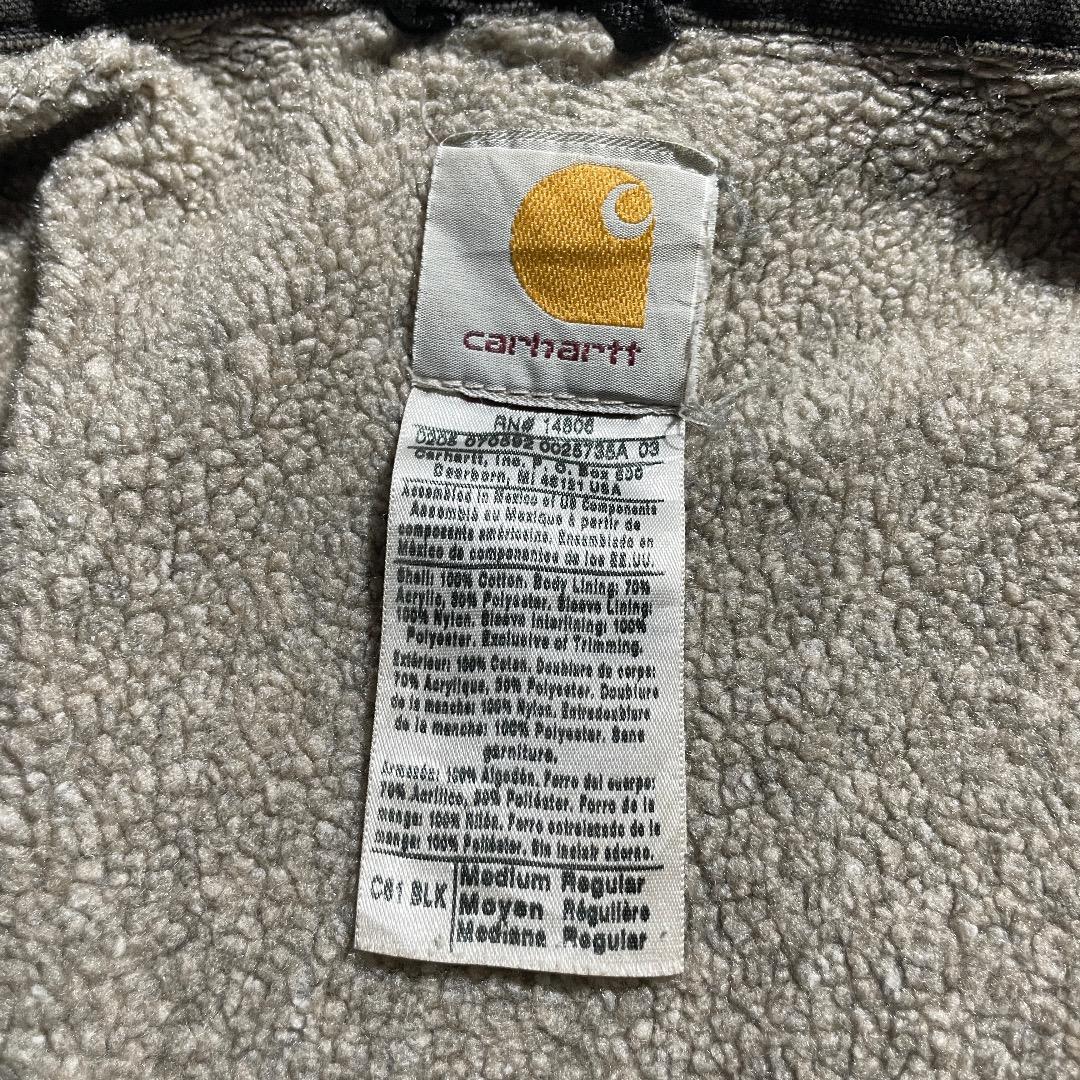 carhartt
RN# 14806
0025735A 03
Carhartt, Inc. P. O. Box 600
Dearborn, MI 48121 USA
Assembled in Mexico of US Components
Assemblé au Mexique à partir de
composants américains. Ensamblado en
México de componentes de los EE.UU.
Shell: 100% Cotton. Body Lining: 70%
Acrylic, 30% Polyester. Sleeve Lining:
100% Nylon. Sleeve Interlining: 100%
Polyester. Exclusive of Trimming.
Extérieur: 100% Coton. Doublure de corps:
70% Acrylique, 30% Polyester. Doublure
de la manche: 100% Nylon. Entredoublure
de la manche: 100% Polyester. Sans
garniture.
Armazón: 100% Algodón. Forro del cuerpo:
70% Acrílico, 30% Poliéster. Forro de la
manga: 100% Nilón. Forro entrelazado de la
manga: 100% Poliéster. Sin incluir adorno.
C61 BLK
Medium Regular
Moyen Régulière
Mediano Regular